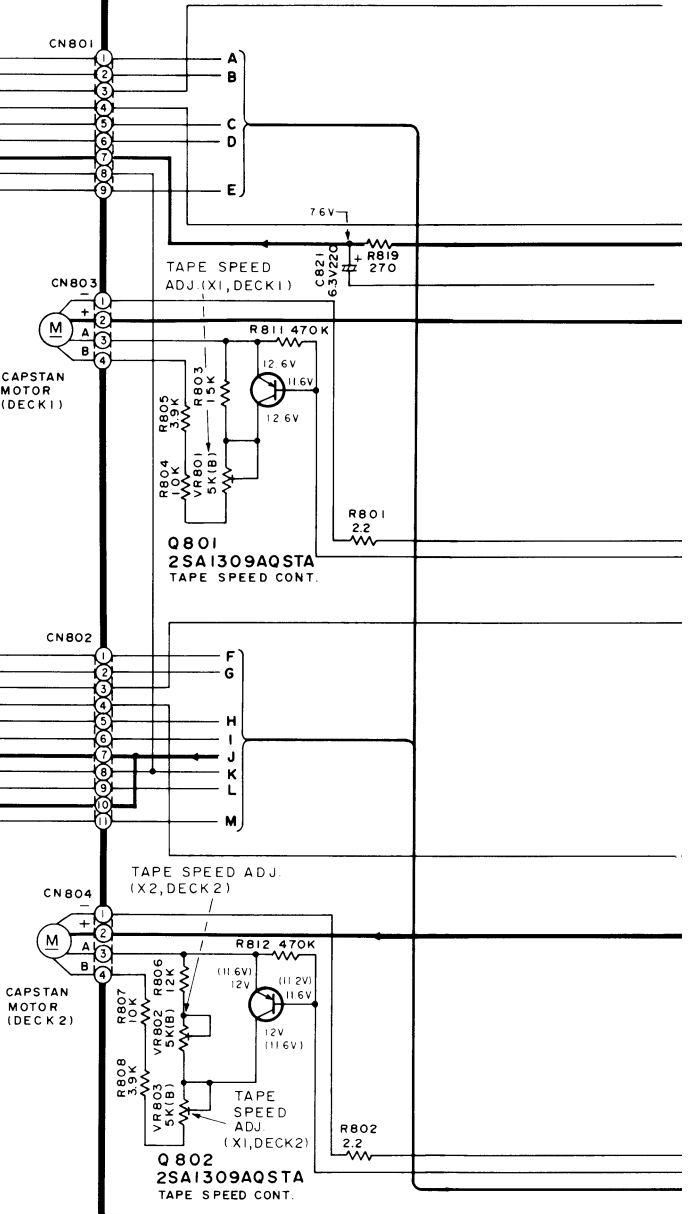 CN801
1
A
2
B
3
4
5
C
6
D
7
8
9
E
7.6V
C821
6.3V220
+
R819
270
TAPE SPEED
ADJ.(X1,DECK1)
CN803
−
1
+
2
M
A
3
B
4
CAPSTAN
MOTOR
(DECK1)
R811 470K
12.6V
11.6V
12.6V
R803
15K
R805
3.9K
R804
10K
VR801
5K(B)
R801
2.2
Q801
2SA1309AQSTA
TAPE SPEED CONT.
CN802
1
F
2
G
3
4
5
H
6
I
7
J
8
K
9
L
10
11
M
TAPE SPEED ADJ.
(X2,DECK2)
CN804
−
1
+
2
M
A
3
B
4
CAPSTAN
MOTOR
(DECK2)
R812 470K
(11.6V)
12V
(11.2V)
11.6V
12V
(11.6V)
R806
12K
R807
10K
VR802
5K(B)
R808
3.9K
VR803
5K(B)
TAPE
SPEED
ADJ.
(X1,DECK2)
R802
2.2
Q802
2SA1309AQSTA
TAPE SPEED CONT.